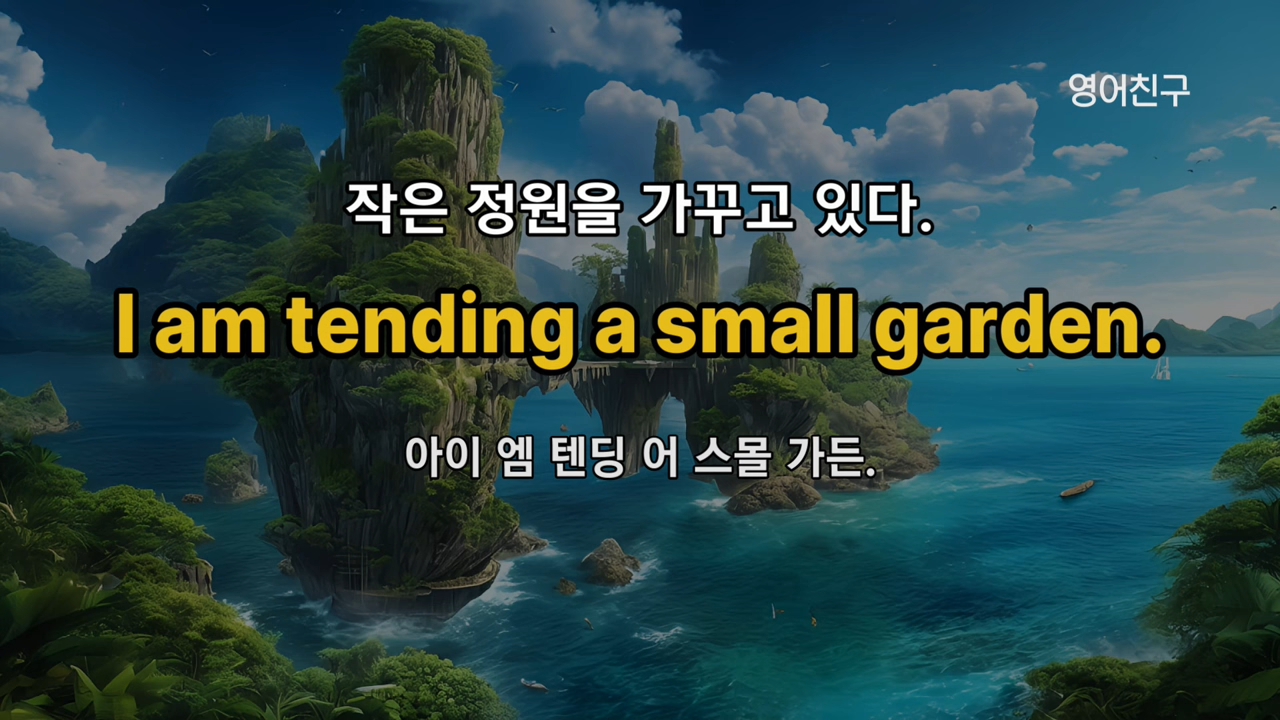 영어친구
작은 정원을 가꾸고 있다.
I am tending a small garden.
아이 엠 텐딩 어 스몰 가든.